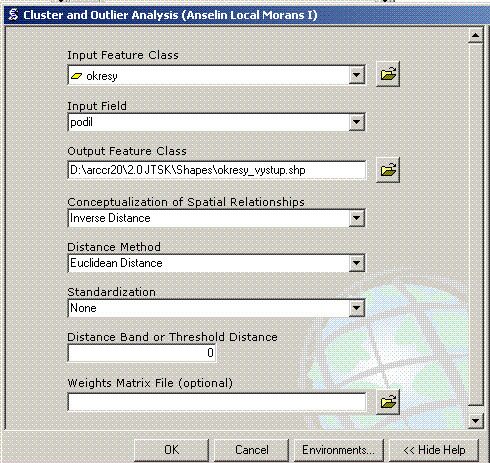 Cluster and Outlier Analysis (Anselin Local Morans I)
Input Feature Class
okresy
Input Field
podil
Output Feature Class
D:\arccr20\2.0JTSK\Shapes\okresy_vystup.shp
Conceptualization of Spatial Relationships
Inverse Distance
Distance Method
Euclidean Distance
Standardization
None
Distance Band or Threshold Distance
0
Weights Matrix File (optional)
OK Cancel Environments... << Hide Help